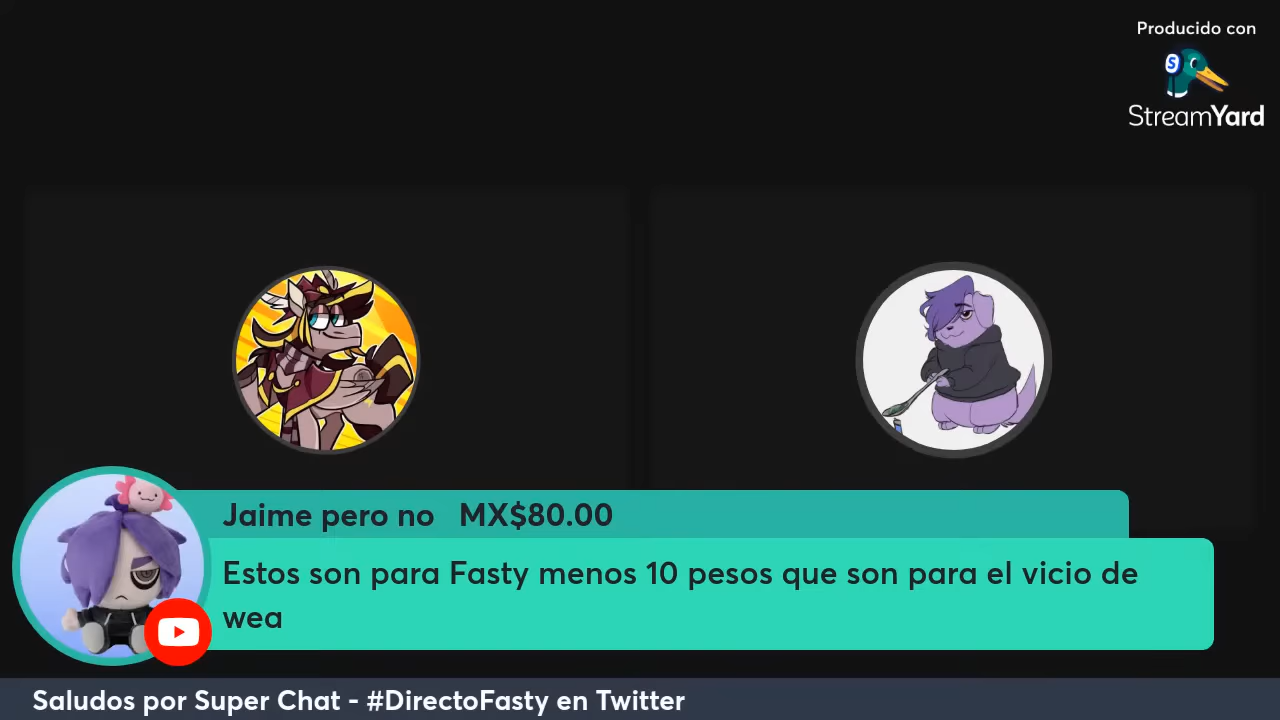 Producido con
S
StreamYard
Jaime pero no MX$80.00
Estos son para Fasty menos 10 pesos que son para el vicio de
wea
Saludos por Super Chat - #DirectoFasty en Twitter